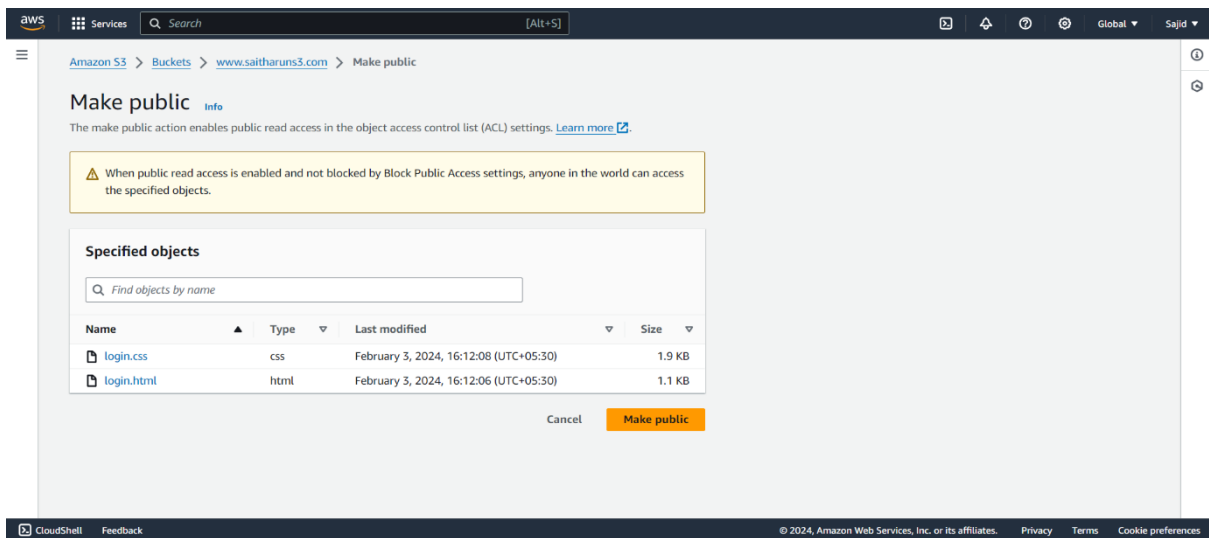 aws Services Search [Alt+S] Global Sajid
Amazon S3 > Buckets > www.saitharuns3.com > Make public
Make public Info
The make public action enables public read access in the object access control list (ACL) settings. Learn more.
When public read access is enabled and not blocked by Block Public Access settings, anyone in the world can access
the specified objects.
Specified objects
Find objects by name
Name Type Last modified Size
login.css css February 3, 2024, 16:12:08 (UTC+05:30) 1.9 KB
login.html html February 3, 2024, 16:12:06 (UTC+05:30) 1.1 KB
Cancel Make public
CloudShell Feedback © 2024, Amazon Web Services, Inc. or its affiliates. Privacy Terms Cookie preferences